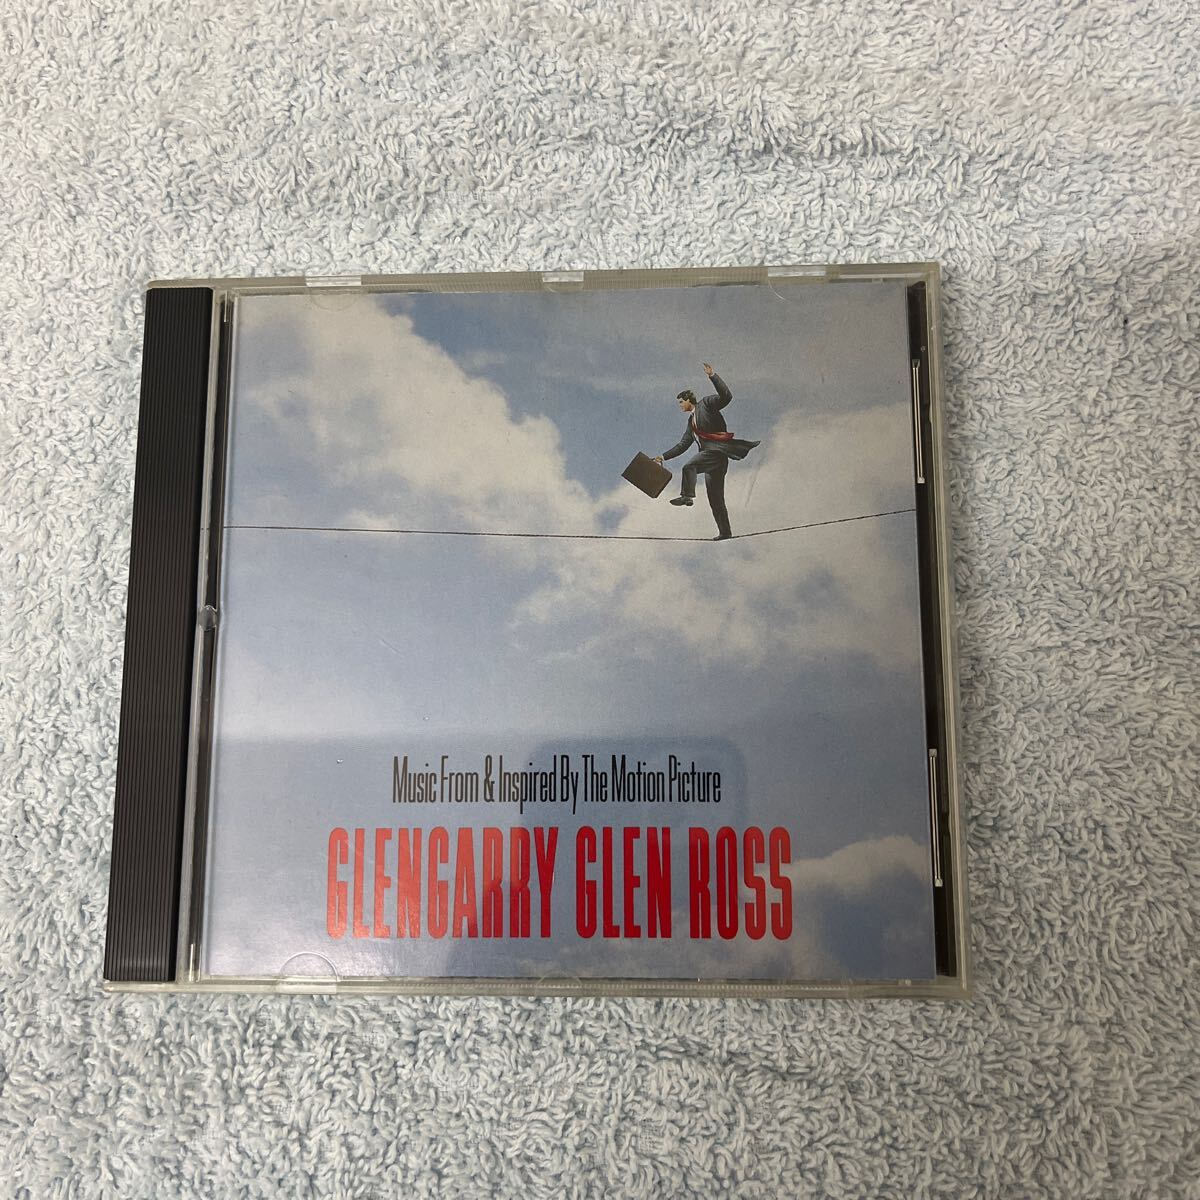 Music From & Inspired By The Motion Picture
GLENGARRY GLEN ROSS